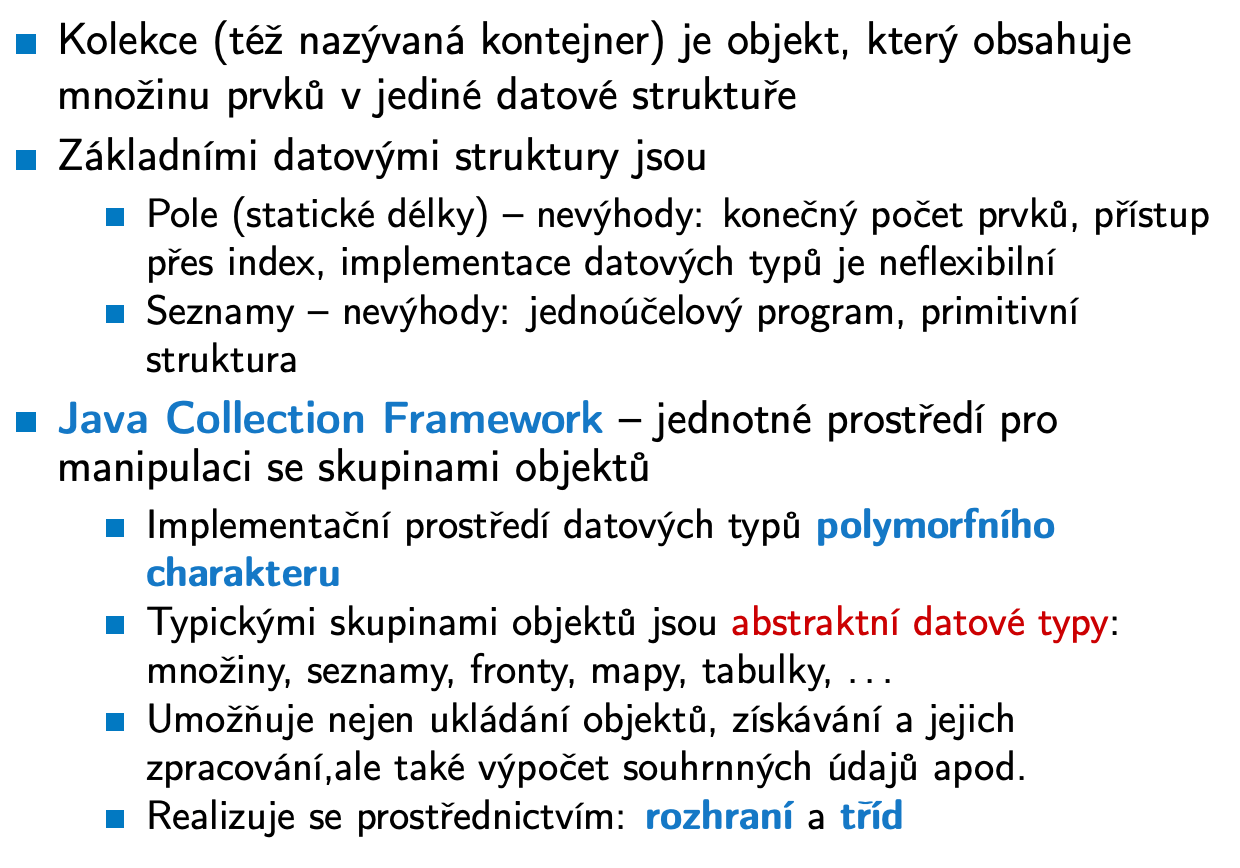 Kolekce (též nazývaná kontejner) je objekt, který obsahuje
množinu prvků v jediné datové struktuře
Základními datovými struktury jsou
Pole (statické délky) – nevýhody: konečný počet prvků, přístup
přes index, implementace datových typů je neflexibilní
Seznamy – nevýhody: jednoúčelový program, primitivní
struktura
Java Collection Framework – jednotné prostředí pro
manipulaci se skupinami objektů
Implementační prostředí datových typů polymorfního
charakteru
Typickými skupinami objektů jsou abstraktní datové typy:
množiny, seznamy, fronty, mapy, tabulky, ...
Umožňuje nejen ukládání objektů, získávání a jejich
zpracování,ale také výpočet souhrnných údajů apod.
Realizuje se prostřednictvím: rozhraní a tříd